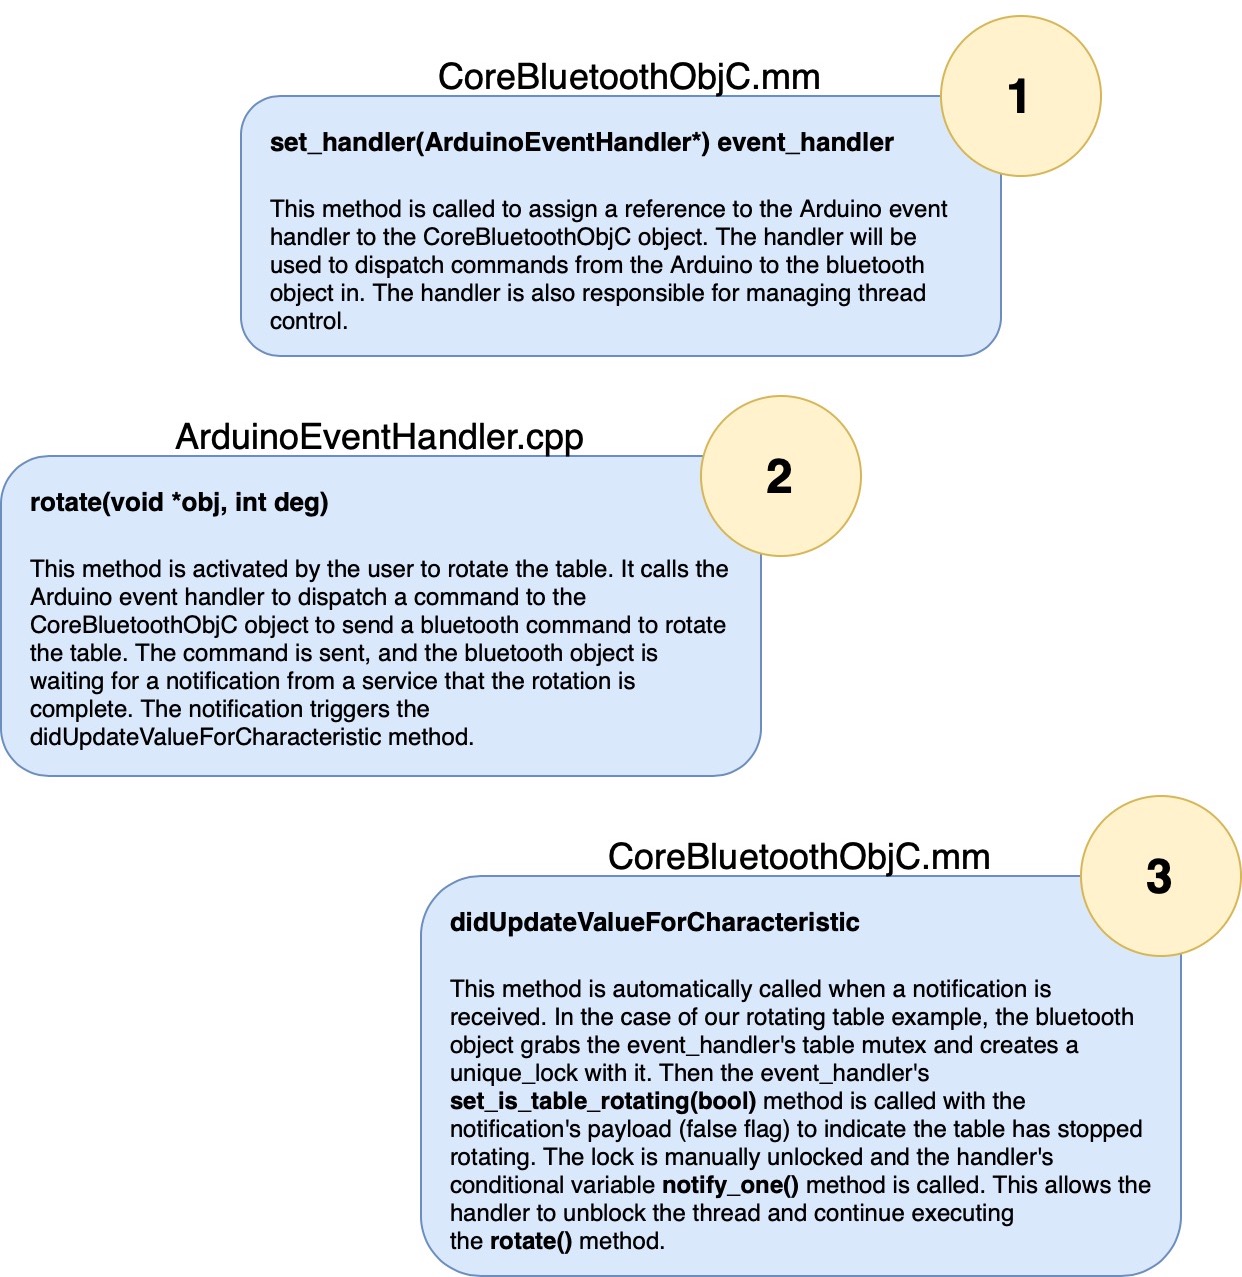 CoreBluetoothObjC.mm
1
set_handler(ArduinoEventHandler*) event_handler
This method is called to assign a reference to the Arduino event
handler to the CoreBluetoothObjC object. The handler will be
used to dispatch commands from the Arduino to the bluetooth
object in. The handler is also responsible for managing thread
control.
ArduinoEventHandler.cpp
2
rotate(void *obj, int deg)
This method is activated by the user to rotate the table. It calls the
Arduino event handler to dispatch a command to the
CoreBluetoothObjC object to send a bluetooth command to rotate
the table. The command is sent, and the bluetooth object is
waiting for a notification from a service that the rotation is
complete. The notification triggers the
didUpdateValueForCharacteristic method.
CoreBluetoothObjC.mm
3
didUpdateValueForCharacteristic
This method is automatically called when a notification is
received. In the case of our rotating table example, the bluetooth
object grabs the event_handler's table mutex and creates a
unique_lock with it. Then the event_handler's
set_is_table_rotating(bool) method is called with the
notification's payload (false flag) to indicate the table has stopped
rotating. The lock is manually unlocked and the handler's
conditional variable notify_one() method is called. This allows the
handler to unblock the thread and continue executing
the rotate() method.